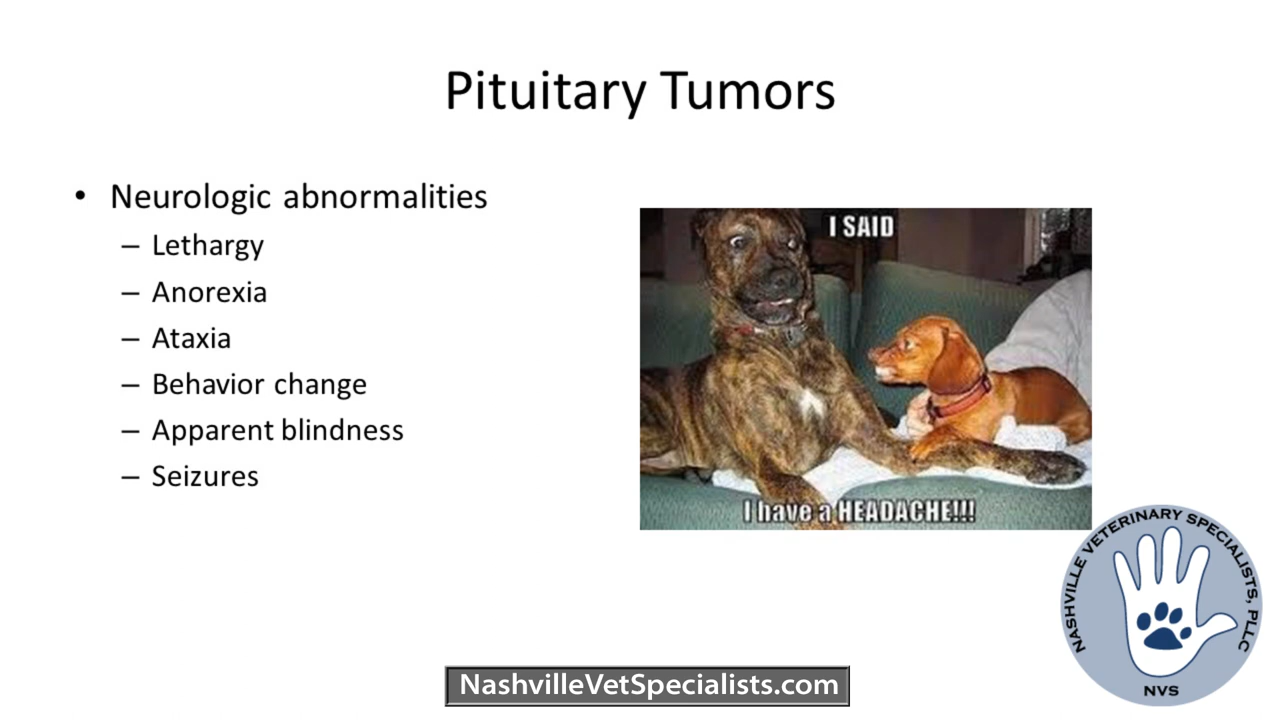 Pituitary Tumors
• Neurologic abnormalities
– Lethargy
– Anorexia
– Ataxia
– Behavior change
– Apparent blindness
– Seizures
I SAID
I have a HEADACHE!!!
NASHVILLE VETERINARY SPECIALISTS, PLLC
NVS
NashvilleVetSpecialists.com